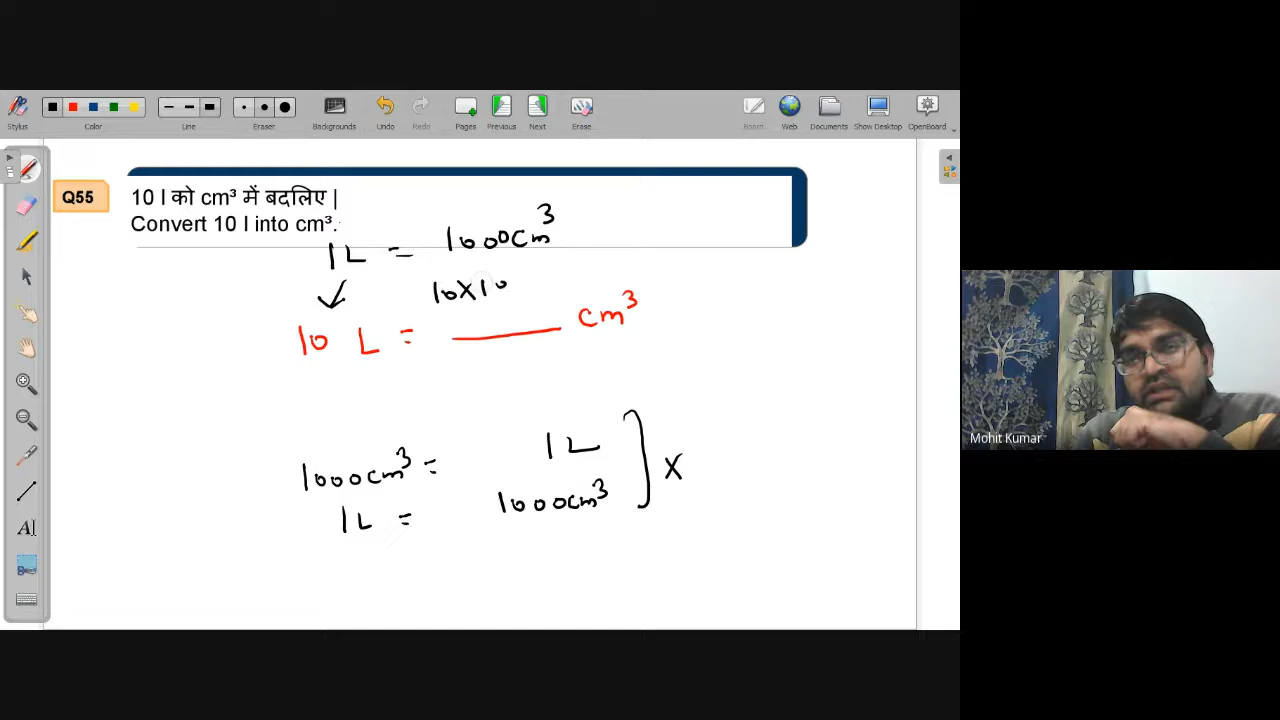 Stylus
Color
Line
Eraser
Backgrounds
Undo
Redo
Pages
Previous
Next
Erase
Board
Web
Documents
Show Desktop
OpenBoard
Q55
10 l को cm³ में बदलिए |
Convert 10 l into cm³.
1L = 1000cm³
10X10
10 L = ____ cm³
1000cm³ = 1L
1L = 1000cm³
X
Mohit Kumar